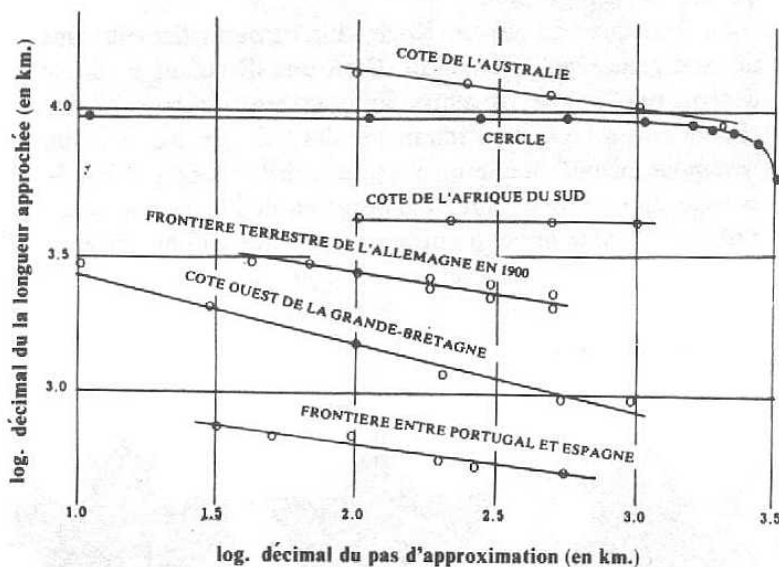 COTE DE L'AUSTRALIE
4.0
CERCLE
COTE DE L'AFRIQUE DU SUD
FRONTIERE TERRESTRE DE L'ALLEMAGNE EN 1900
3.5
COTE OUEST DE LA GRANDE-BRETAGNE
3.0
FRONTIERE ENTRE PORTUGAL ET ESPAGNE
log. décimal du la longueur approchée (en km.)
1.0 1.5 2.0 2.5 3.0 3.5
log. décimal du pas d'approximation (en km.)